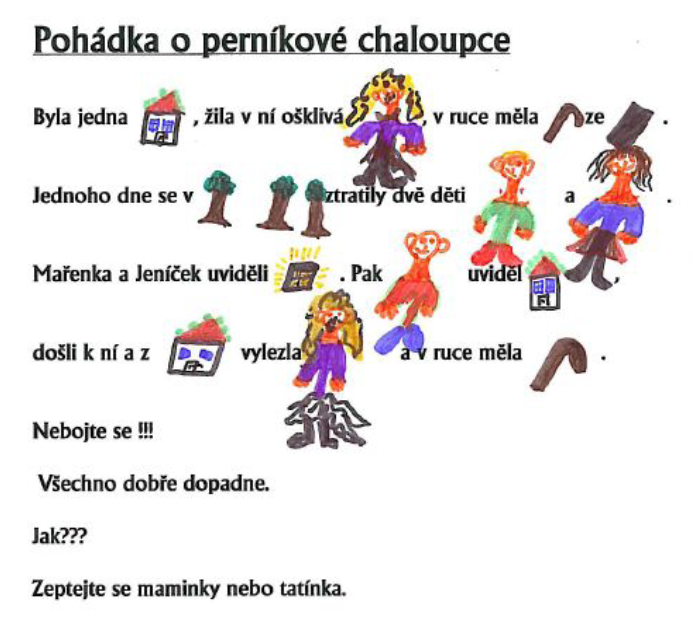 Pohádka o perníkové chaloupce
Byla jedna , žila v ní ošklivá , v ruce měla ze .
Jednoho dne se v ztratily dvě děti a .
Mařenka a Jeníček uviděli . Pak uviděl ,
došli k ní a z vylezla a v ruce měla .
Nebojte se !!!
Všechno dobře dopadne.
Jak???
Zeptejte se maminky nebo tatínka.